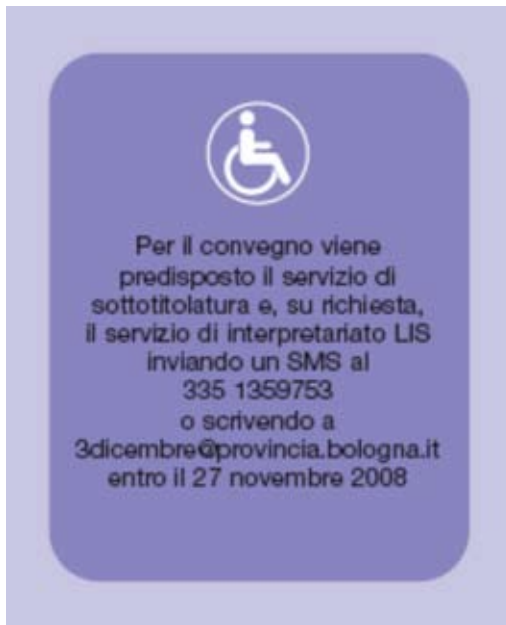 Per il convegno viene
predisposto il servizio di
sottotitolatura e, su richiesta,
il servizio di interpretariato LIS
inviando un SMS al
335 1359753
o scrivendo a
3dicembre@provincia.bologna.it
entro il 27 novembre 2008